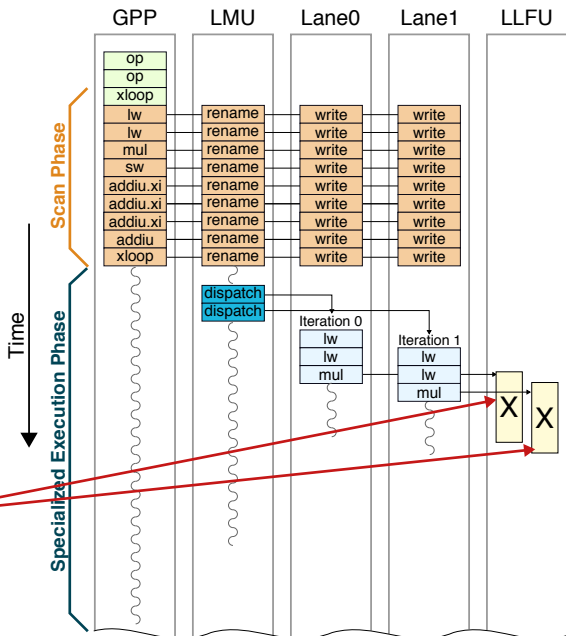 GPP LMU Lane0 Lane1 LLFU
op
op
xloop
lw rename write write
lw rename write write
mul rename write write
sw rename write write
addiu.xi rename write write
addiu.xi rename write write
addiu.xi rename write write
addiu rename write write
xloop rename write write
Scan Phase
Time
Specialized Execution Phase
dispatch
dispatch
Iteration 0
lw
lw
mul
Iteration 1
lw
lw
mul
X
X